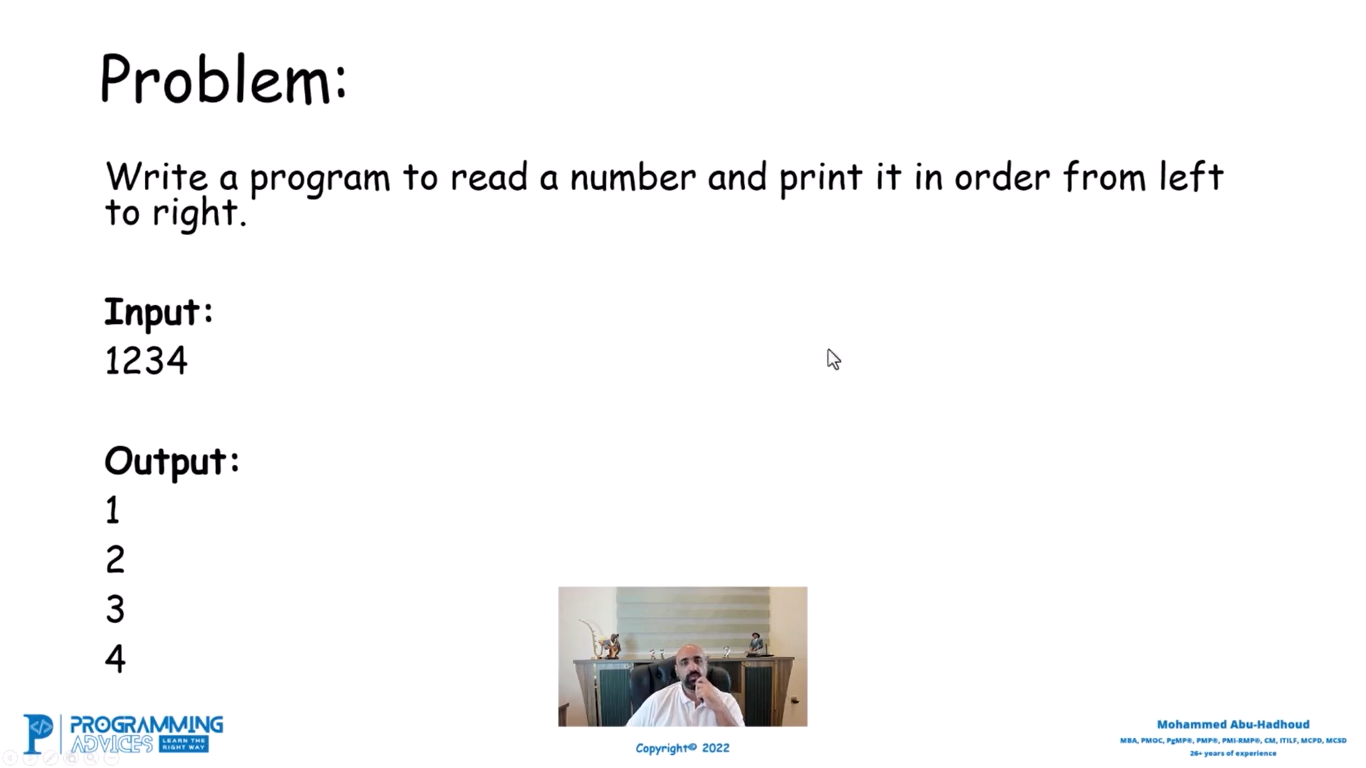 Problem:
Write a program to read a number and print it in order from left
to right.
Input:
1234
Output:
1
2
3
4
PROGRAMMING
ADVICES LEARN THE
RIGHT WAY
Copyright© 2022
Mohammed Abu-Hadhoud
MBA, PMOC, PgMP®, PMP®, PMI-RMP®, CM, ITILF, MCPD, MCSD
26+ years of experience